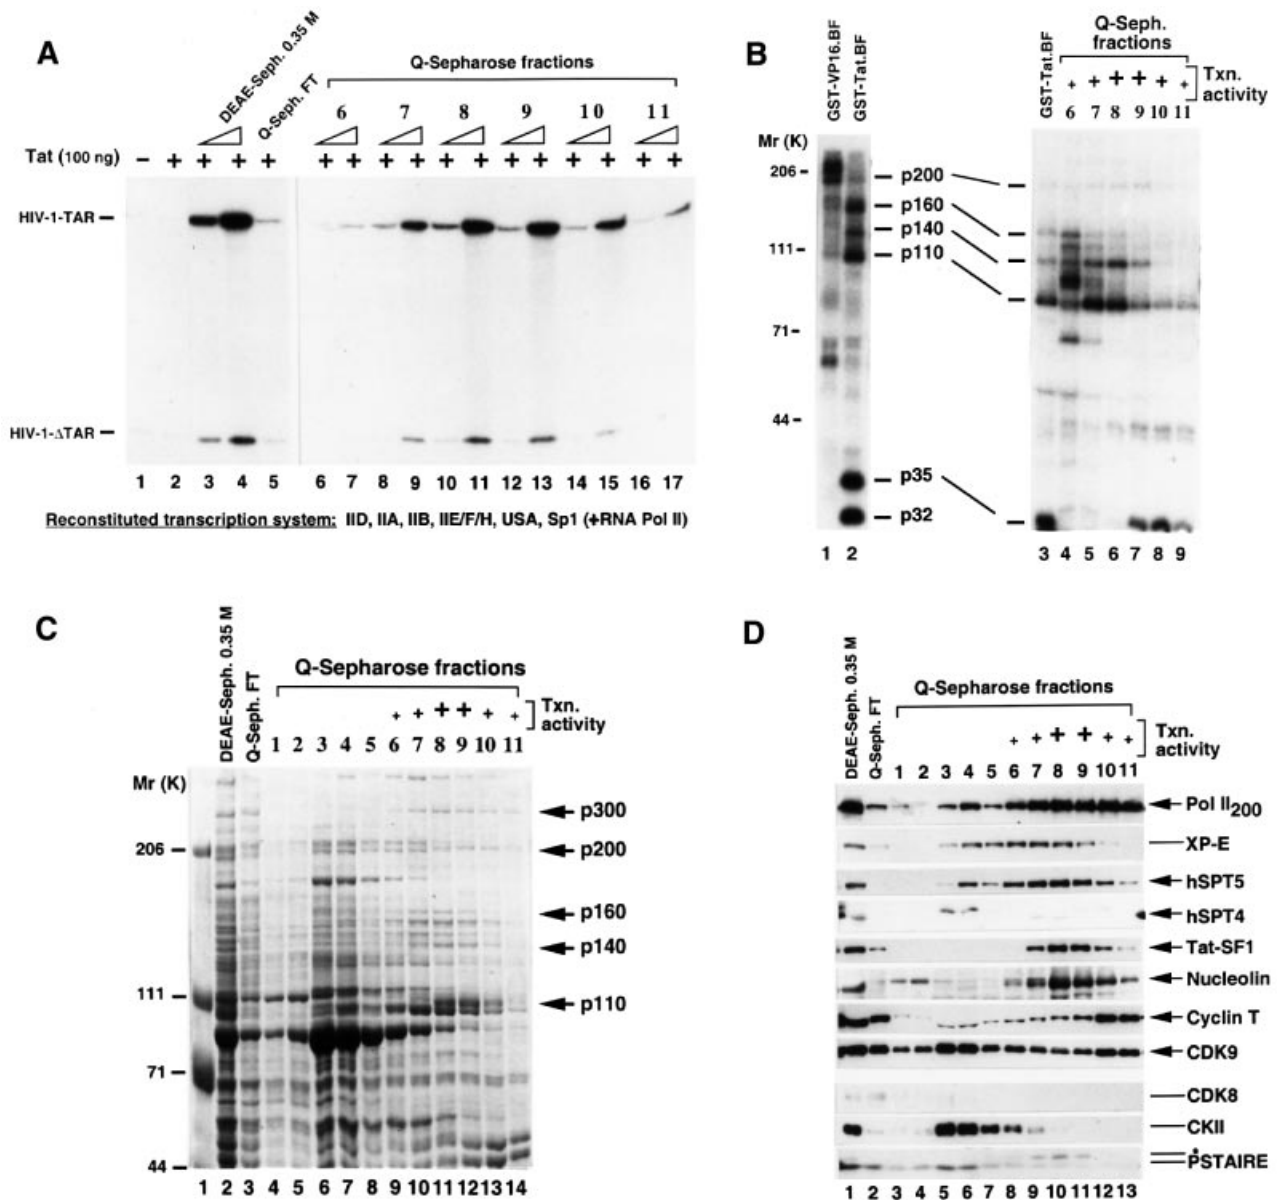 A
DEAE-Seph. 0.35 M
Q-Seph. FT
Q-Sepharose fractions
6 7 8 9 10 11
Tat (100 ng) − + + + + + + + + + + + + + + + +
HIV-1-TAR
HIV-1-ΔTAR
1 2 3 4 5 6 7 8 9 10 11 12 13 14 15 16 17
Reconstituted transcription system: IID, IIA, IIB, IIE/F/H, USA, Sp1 (+RNA Pol II)
B
GST-VP16.BF
GST-Tat.BF
GST-Tat.BF
Q-Seph. fractions
+ + + + + + Txn. activity
6 7 8 9 10 11
Mr (K)
206
111
71
44
p200
p160
p140
p110
p35
p32
1 2 3 4 5 6 7 8 9
C
DEAE-Seph. 0.35 M
Q-Seph. FT
Q-Sepharose fractions
+ + + + + + Txn. activity
1 2 3 4 5 6 7 8 9 10 11
Mr (K)
206
111
71
44
p300
p200
p160
p140
p110
1 2 3 4 5 6 7 8 9 10 11 12 13 14
D
DEAE-Seph. 0.35 M
Q-Seph. FT
Q-Sepharose fractions
+ + + + + + Txn. activity
1 2 3 4 5 6 7 8 9 10 11
Pol II200
XP-E
hSPT5
hSPT4
Tat-SF1
Nucleolin
Cyclin T
CDK9
CDK8
CKII
*
PSTAIRE
1 2 3 4 5 6 7 8 9 10 11 12 13